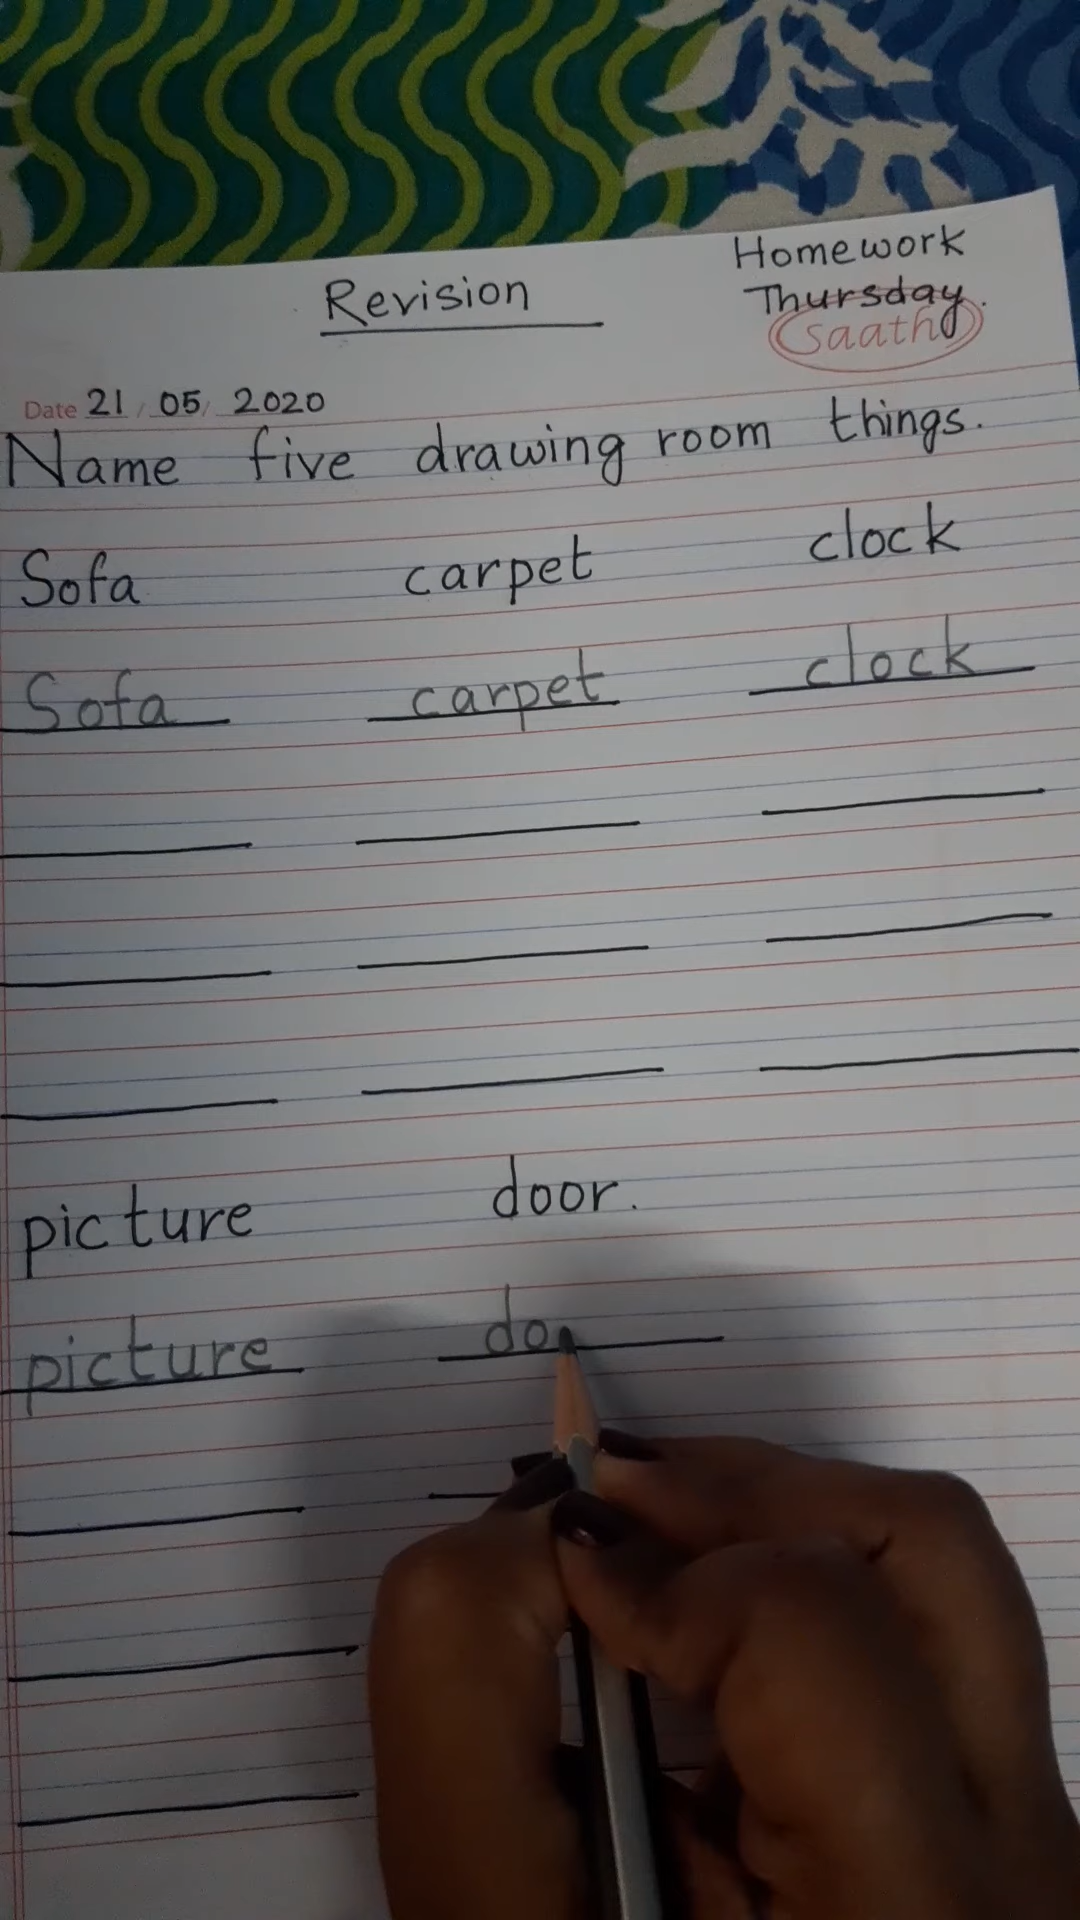 Homework
Revision
Thursday.
saath
Date 21/05/2020
Name five drawing room things.
Sofa carpet clock
Sofa carpet clock
picture door.
picture do